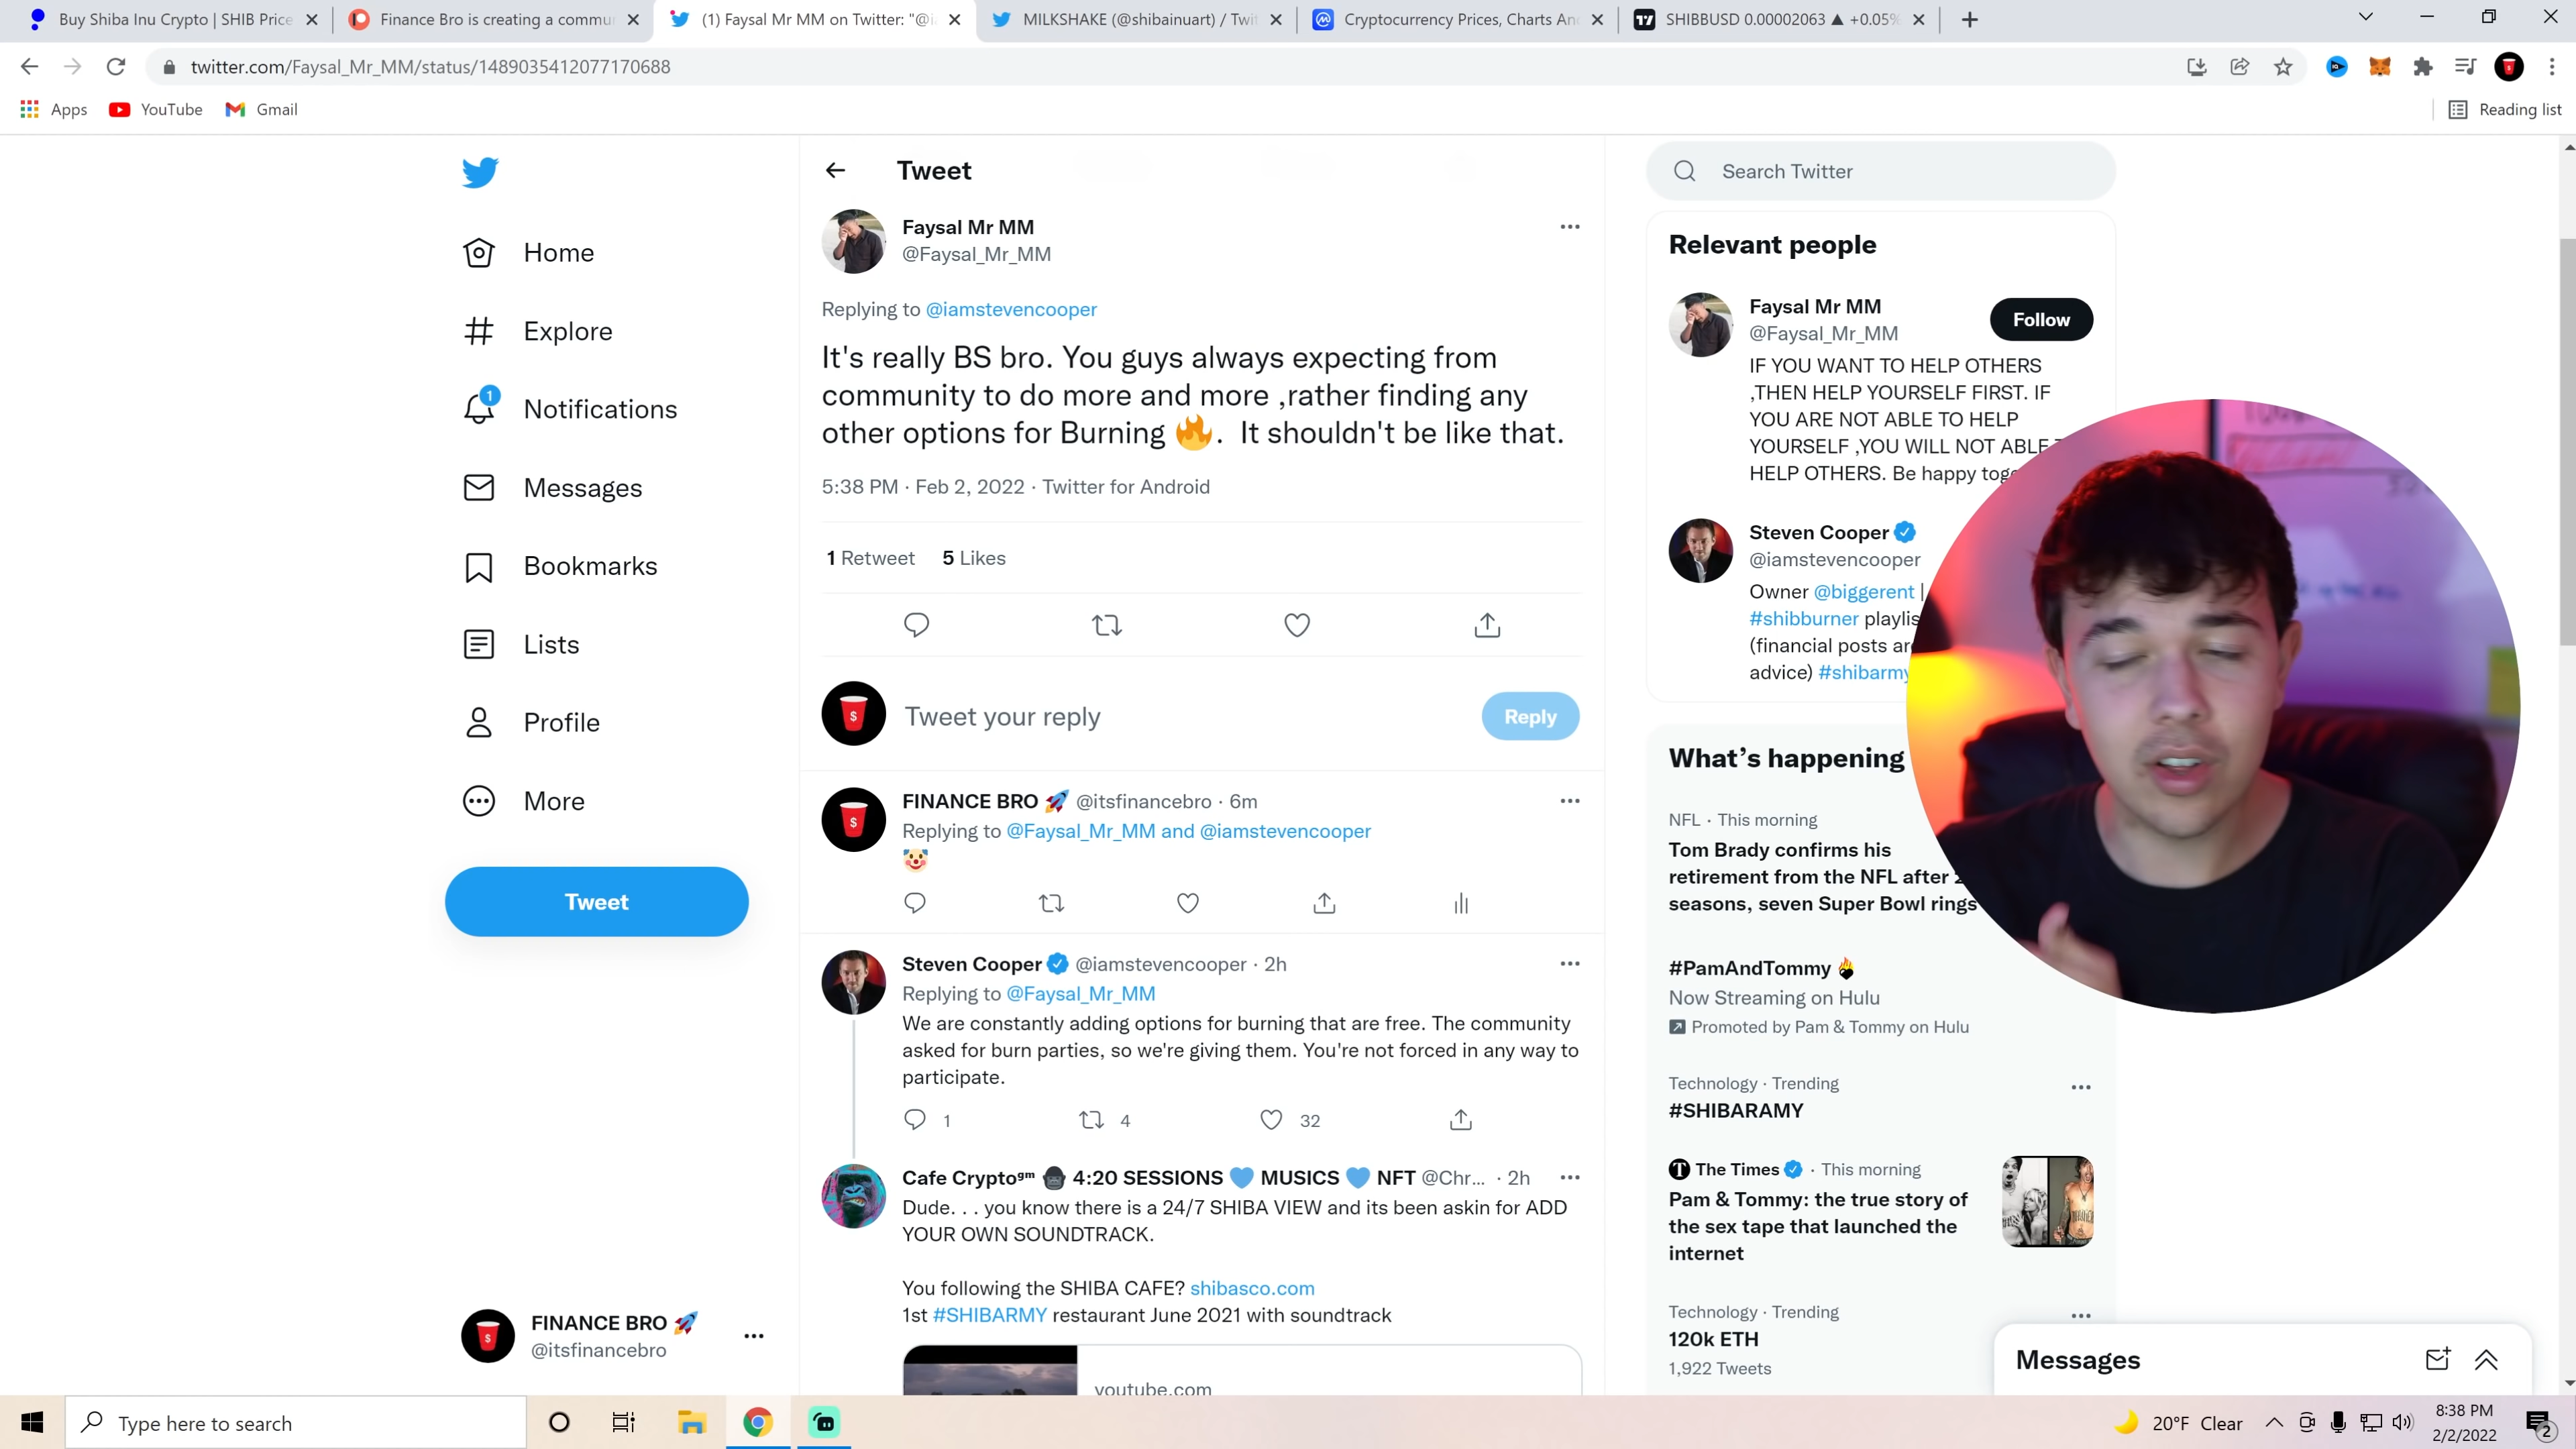 Buy Shiba Inu Crypto | SHIB Price
Finance Bro is creating a commu
(1) Faysal Mr MM on Twitter: "@i
MILKSHAKE (@shibainuart) / Twi
Cryptocurrency Prices, Charts An
SHIBBUSD 0.00002063 ▲ +0.05%
twitter.com/Faysal_Mr_MM/status/1489035412077170688
Apps
YouTube
Gmail
Reading list
Home
Explore
1
Notifications
Messages
Bookmarks
Lists
Profile
More
Tweet
FINANCE BRO 🚀
@itsfinancebro
Tweet
Faysal Mr MM
@Faysal_Mr_MM
Replying to @iamstevencooper
It's really BS bro. You guys always expecting from
community to do more and more ,rather finding any
other options for Burning 🔥. It shouldn't be like that.
5:38 PM · Feb 2, 2022 · Twitter for Android
1 Retweet 5 Likes
Tweet your reply
Reply
FINANCE BRO 🚀 @itsfinancebro · 6m
Replying to @Faysal_Mr_MM and @iamstevencooper
🤡
Steven Cooper @iamstevencooper · 2h
Replying to @Faysal_Mr_MM
We are constantly adding options for burning that are free. The community
asked for burn parties, so we're giving them. You're not forced in any way to
participate.
1 4 32
Cafe Cryptoᵍᵐ 🦍 4:20 SESSIONS 💙 MUSICS 💙 NFT @Chr... · 2h
Dude. . . you know there is a 24/7 SHIBA VIEW and its been askin for ADD
YOUR OWN SOUNDTRACK.
You following the SHIBA CAFE? shibasco.com
1st #SHIBARMY restaurant June 2021 with soundtrack
youtube.com
Search Twitter
Relevant people
Faysal Mr MM
@Faysal_Mr_MM
Follow
IF YOU WANT TO HELP OTHERS
,THEN HELP YOURSELF FIRST. IF
YOU ARE NOT ABLE TO HELP
YOURSELF ,YOU WILL NOT ABLE
HELP OTHERS. Be happy tog
Steven Cooper
@iamstevencooper
Owner @biggerent |
#shibburner playlis
(financial posts ar
advice) #shibarmy
What's happening
NFL · This morning
Tom Brady confirms his
retirement from the NFL after 2
seasons, seven Super Bowl rings
#PamAndTommy
Now Streaming on Hulu
Promoted by Pam & Tommy on Hulu
Technology · Trending
#SHIBARAMY
The Times · This morning
Pam & Tommy: the true story of
the sex tape that launched the
internet
Technology · Trending
120k ETH
1,922 Tweets
Messages
Type here to search
20°F Clear
8:38 PM
2/2/2022
2